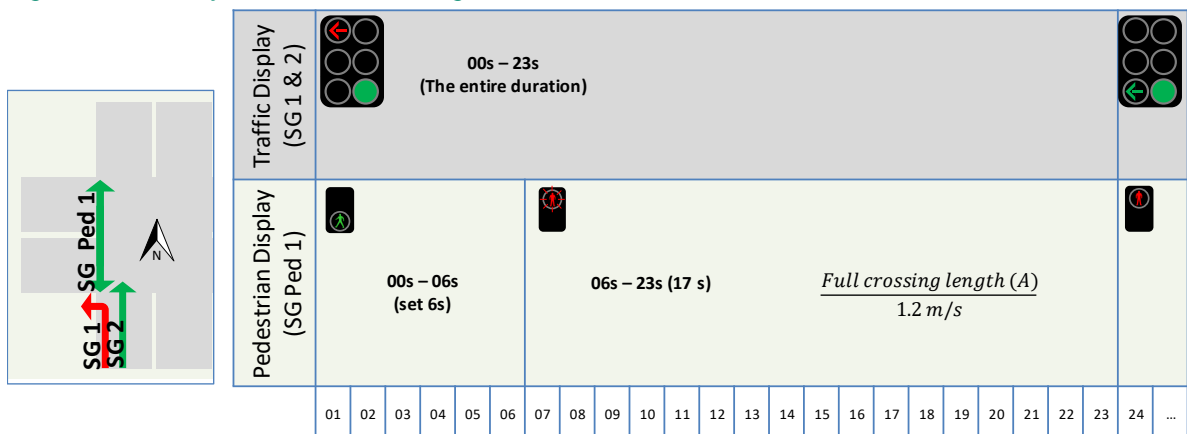 SG Ped 1
N
SG 1
SG 2
Traffic Display
(SG 1 & 2)
00s – 23s
(The entire duration)
Pedestrian Display
(SG Ped 1)
00s – 06s
(set 6s)
06s – 23s (17 s)
Full crossing length (A)
1.2 m/s
01 02 03 04 05 06 07 08 09 10 11 12 13 14 15 16 17 18 19 20 21 22 23 24 ...